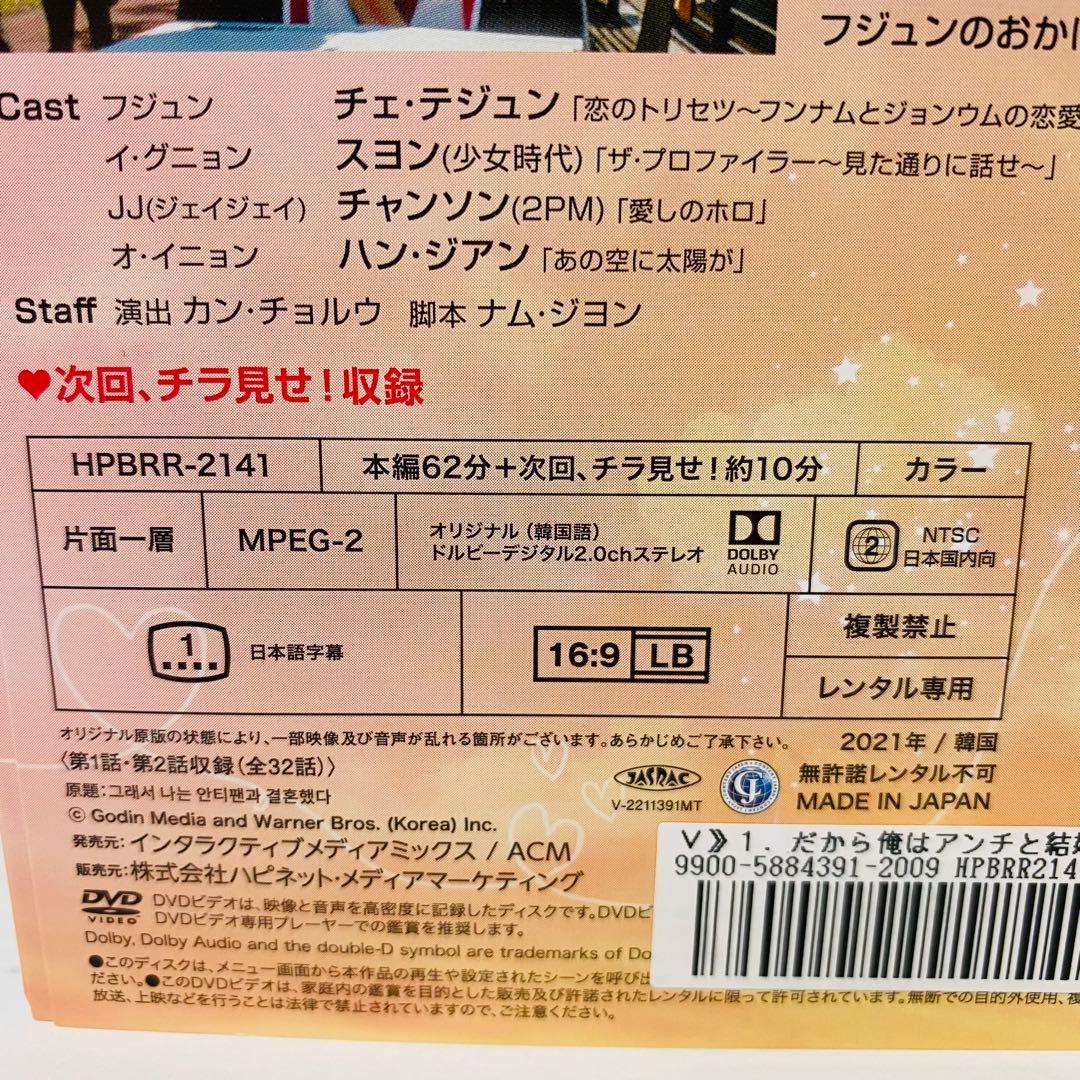 フジュンのおかげ
Cast フジュン チェ・テジュン「恋のトリセツ〜フンナムとジョンウムの恋愛
イ・グニョン スヨン(少女時代)「ザ・プロファイラー〜見た通りに話せ〜」
JJ(ジェイジェイ) チャンソン(2PM)「愛しのホロ」
オ・イニョン ハン・ジアン「あの空に太陽が」
Staff 演出 カン・チョルウ 脚本 ナム・ジヨン
♥次回、チラ見せ!収録
HPBRR-2141 本編62分+次回、チラ見せ!約10分 カラー
片面一層 MPEG-2 オリジナル(韓国語)
ドルビーデジタル2.0chステレオ
DOLBY
AUDIO
2 NTSC
日本国内向
1 日本語字幕
16:9 LB
複製禁止
レンタル専用
オリジナル原版の状態により、一部映像及び音声が乱れる箇所がございます。あらかじめご了承下さい。
〈第1話・第2話収録(全32話)〉
原題:그래서 나는 안티팬과 결혼했다
© Godin Media and Warner Bros. (Korea) Inc.
発売元:インタラクティブメディアミックス / ACM
販売元:株式会社ハピネット・メディアマーケティング
JASRAC
V-2211391MT
2021年 / 韓国
無許諾レンタル不可
MADE IN JAPAN
V》1.だから俺はアンチと結婚
9900-5884391-2009 HPBRR214
DVD
VIDEO
DVDビデオは、映像と音声を高密度に記録したディスクです。DVDビ
DVDビデオ専用プレーヤーでの鑑賞を推奨します。
Dolby, Dolby Audio and the double-D symbol are trademarks of Do
●このディスクは、メニュー画面から本作品の再生や設定されたシーンを呼び出
ださい。●このDVDビデオは、家庭内の鑑賞を目的とした販売及び許諾されたレンタルに限って許可されています。無断での目的外使用、複
放送、上映などを行うことは法律で禁止されていますので、ご注意ください。